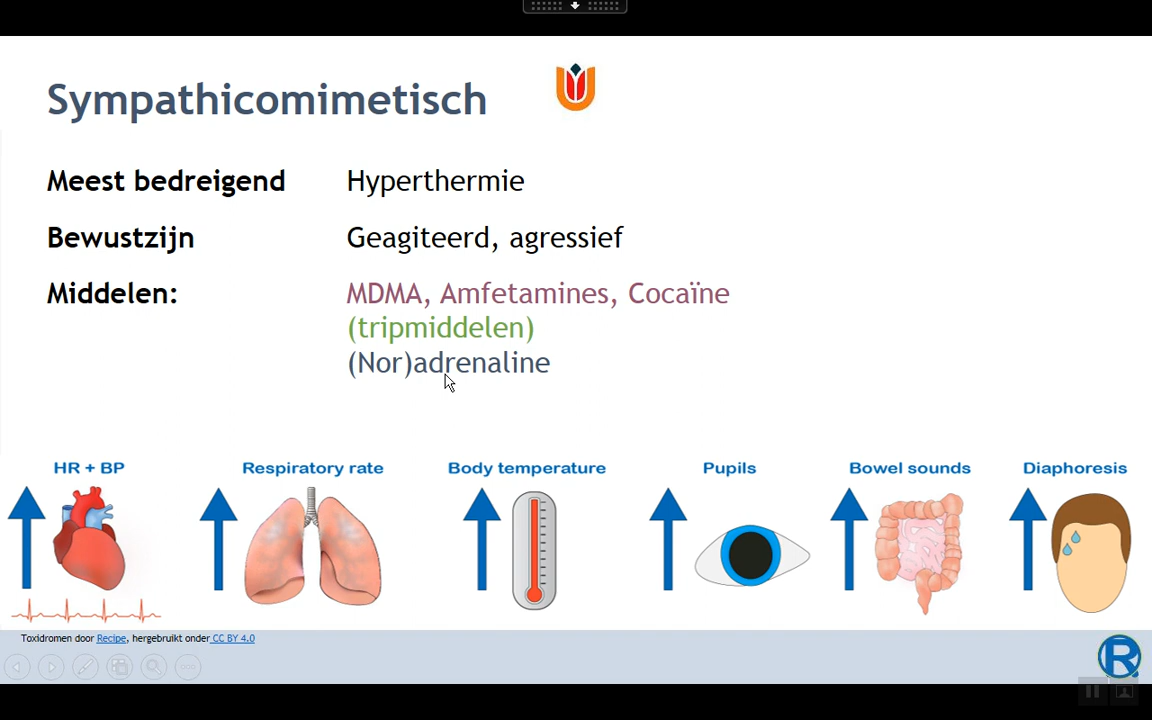 Sympathicomimetisch
Meest bedreigend Hyperthermie
Bewustzijn Geagiteerd, agressief
Middelen: MDMA, Amfetamines, Cocaïne
(tripmiddelen)
(Nor)adrenaline
HR + BP Respiratory rate Body temperature Pupils Bowel sounds Diaphoresis
Toxidromen door Recipe, hergebruikt onder CC BY 4.0
R